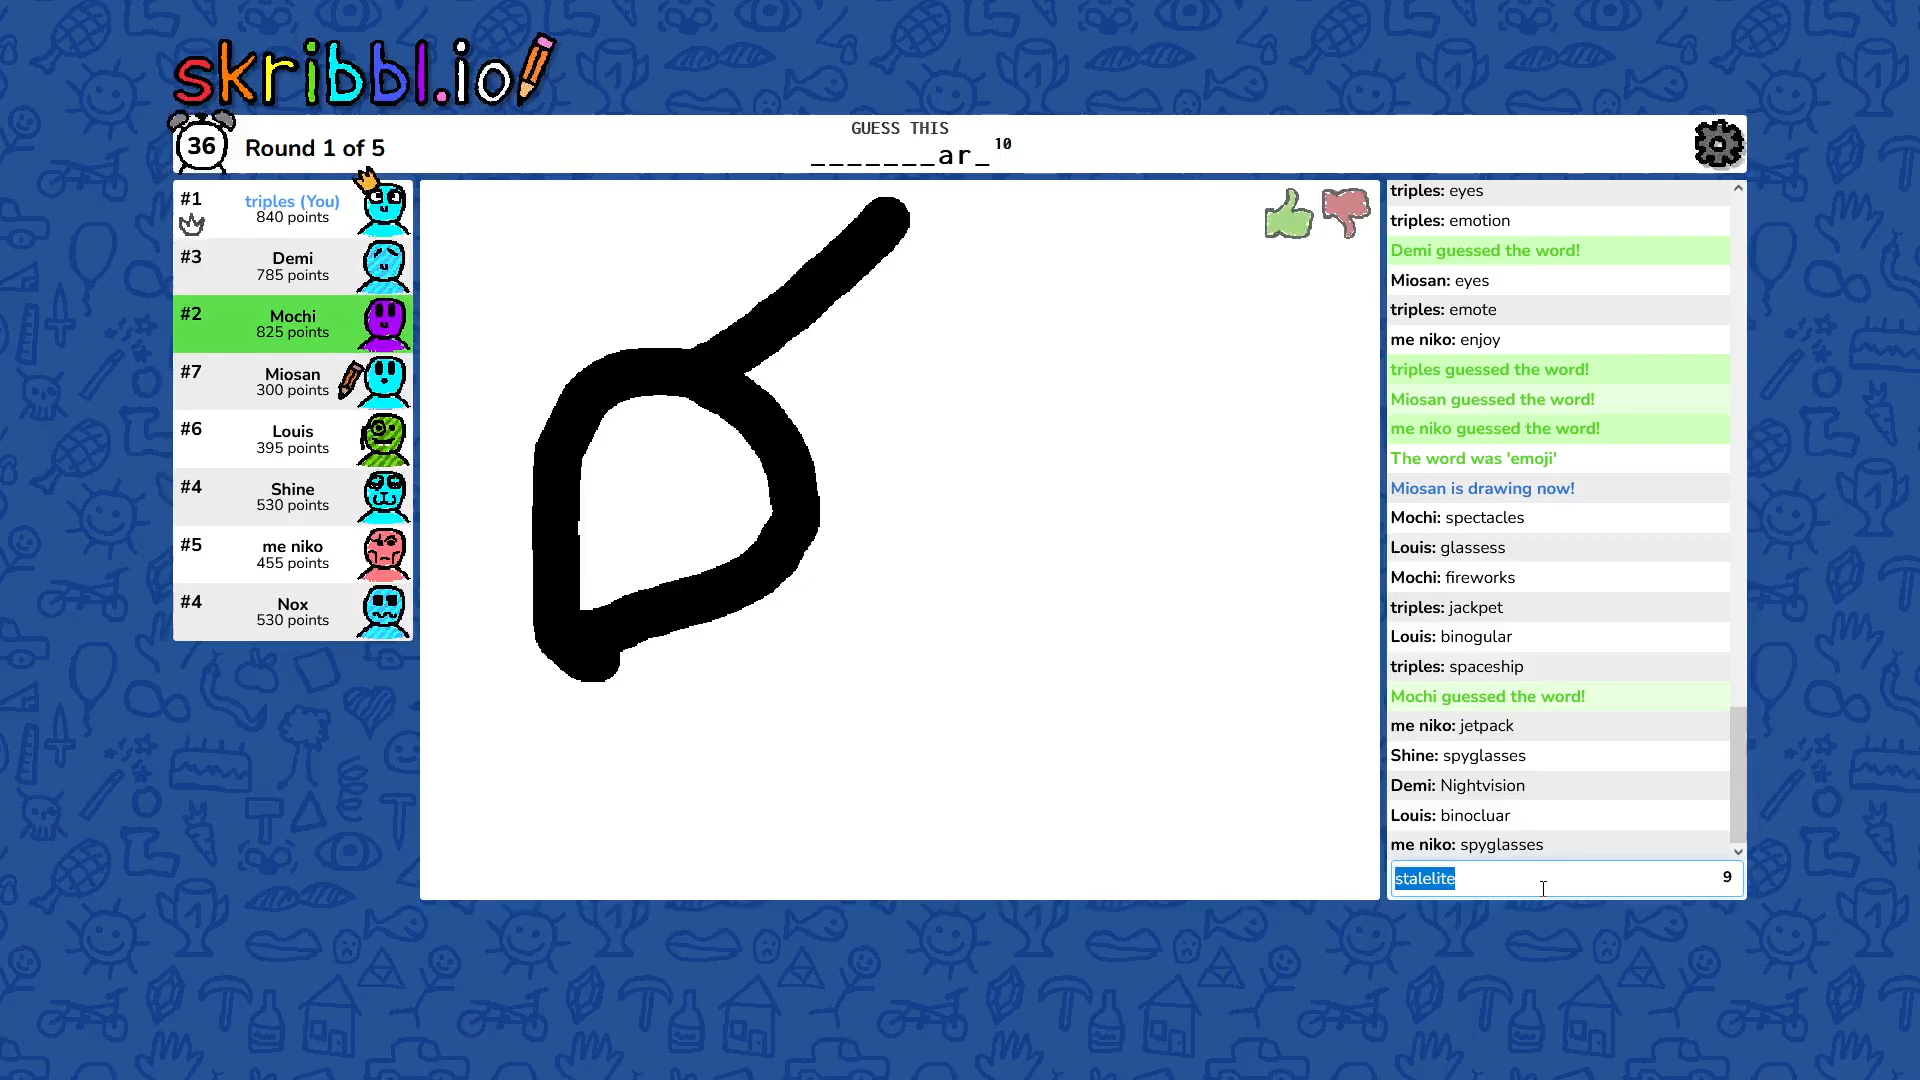 skribbl.io
36
Round 1 of 5
GUESS THIS
_______ar_ 10
#1
triples (You)
840 points
#3
Demi
785 points
#2
Mochi
825 points
#7
Miosan
300 points
#6
Louis
395 points
#4
Shine
530 points
#5
me niko
455 points
#4
Nox
530 points
triples: eyes
triples: emotion
Demi guessed the word!
Miosan: eyes
triples: emote
me niko: enjoy
triples guessed the word!
Miosan guessed the word!
me niko guessed the word!
The word was 'emoji'
Miosan is drawing now!
Mochi: spectacles
Louis: glassess
Mochi: fireworks
triples: jackpet
Louis: binogular
triples: spaceship
Mochi guessed the word!
me niko: jetpack
Shine: spyglasses
Demi: Nightvision
Louis: binocluar
me niko: spyglasses
stalelite 9